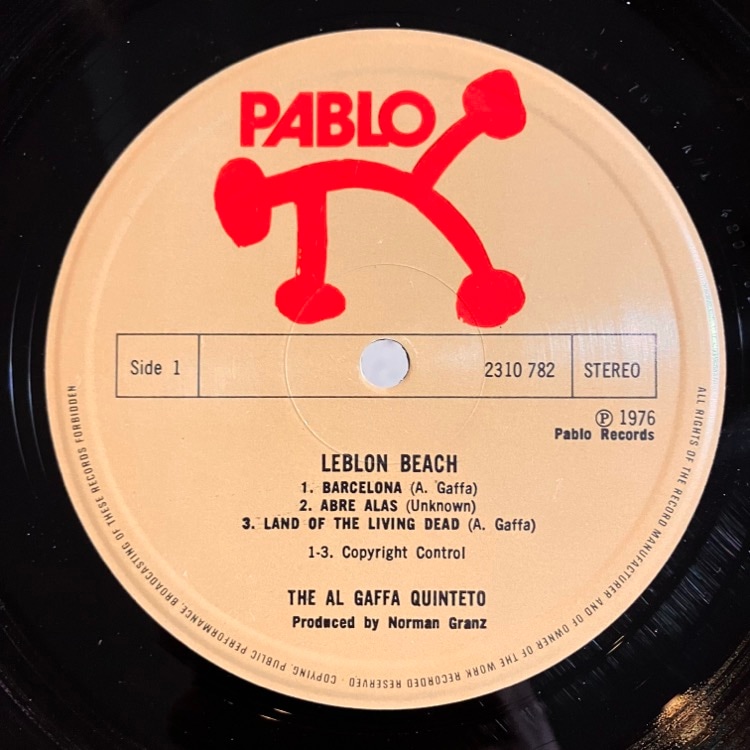 PABLO
Side 1
2310 782
STEREO
Ⓟ 1976
Pablo Records
LEBLON BEACH
1. BARCELONA (A. Gaffa)
2. ABRE ALAS (Unknown)
3. LAND OF THE LIVING DEAD (A. Gaffa)
1-3. Copyright Control
THE AL GAFFA QUINTETO
Produced by Norman Granz
ALL RIGHTS OF THE RECORD MANUFACTURER AND OF OWNER OF THE WORK RECORDED RESERVED · COPYING, PUBLIC PERFORMANCE, BROADCASTING OF THESE RECORDS FORBIDDEN